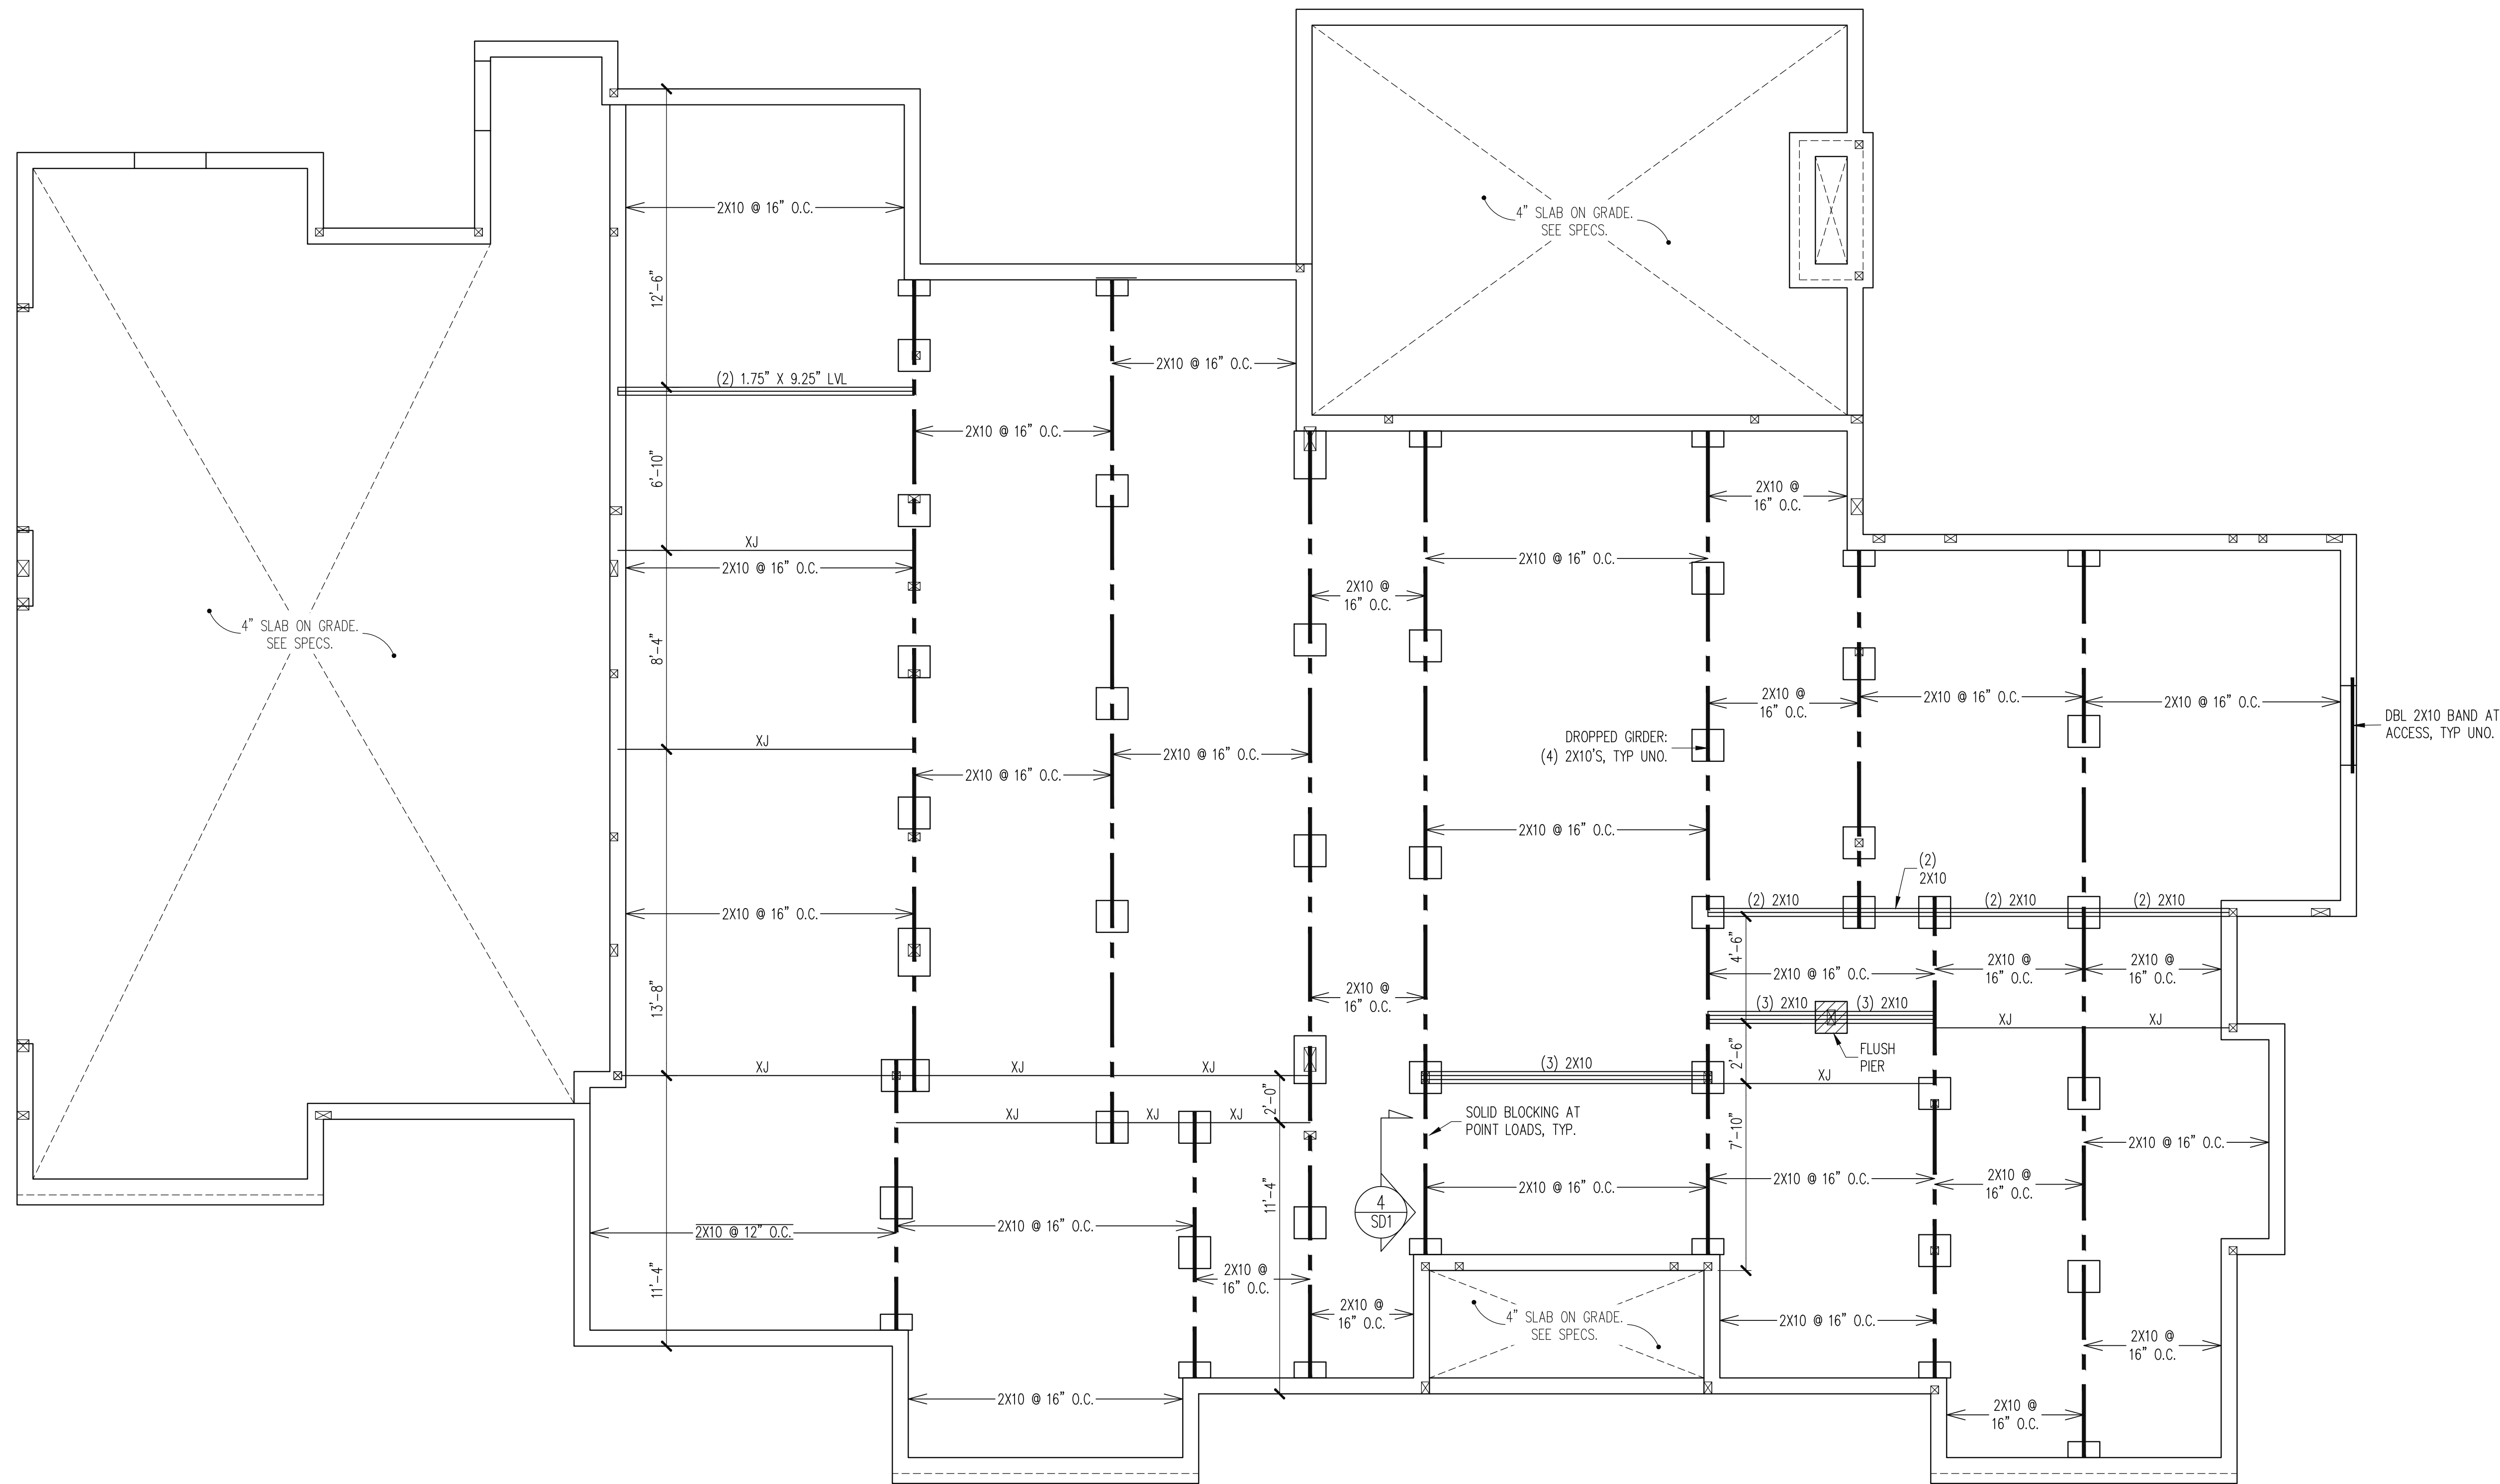 2X10 @ 16" O.C.
4" SLAB ON GRADE.
SEE SPECS.
12'-6"
2X10 @ 16" O.C.
(2) 1.75" X 9.25" LVL
2X10 @ 16" O.C.
6'-10"
2X10 @
16" O.C.
XJ
2X10 @ 16" O.C.
2X10 @ 16" O.C.
2X10 @
16" O.C.
4" SLAB ON GRADE.
SEE SPECS.
8'-4"
2X10 @
16" O.C.
2X10 @ 16" O.C.
2X10 @ 16" O.C.
DBL 2X10 BAND AT
ACCESS, TYP UNO.
XJ
DROPPED GIRDER:
(4) 2X10'S, TYP UNO.
2X10 @ 16" O.C.
2X10 @ 16" O.C.
2X10 @ 16" O.C.
(2)
2X10
2X10 @ 16" O.C.
(2) 2X10
(2) 2X10
(2) 2X10
4'-6"
2X10 @ 16" O.C.
2X10 @
16" O.C.
2X10 @
16" O.C.
13'-8"
2X10 @
16" O.C.
(3) 2X10
(3) 2X10
XJ
XJ
FLUSH
PIER
2'-6"
XJ
XJ
XJ
(3) 2X10
XJ
2'-0"
XJ
XJ
XJ
SOLID BLOCKING AT
POINT LOADS, TYP.
7'-10"
2X10 @ 16" O.C.
2X10 @ 16" O.C.
2X10 @
16" O.C.
11'-4"
4
SD1
2X10 @ 16" O.C.
2X10 @ 12" O.C.
2X10 @ 16" O.C.
11'-4"
2X10 @
16" O.C.
2X10 @
16" O.C.
4" SLAB ON GRADE.
SEE SPECS.
2X10 @ 16" O.C.
2X10 @
16" O.C.
2X10 @ 16" O.C.
2X10 @
16" O.C.